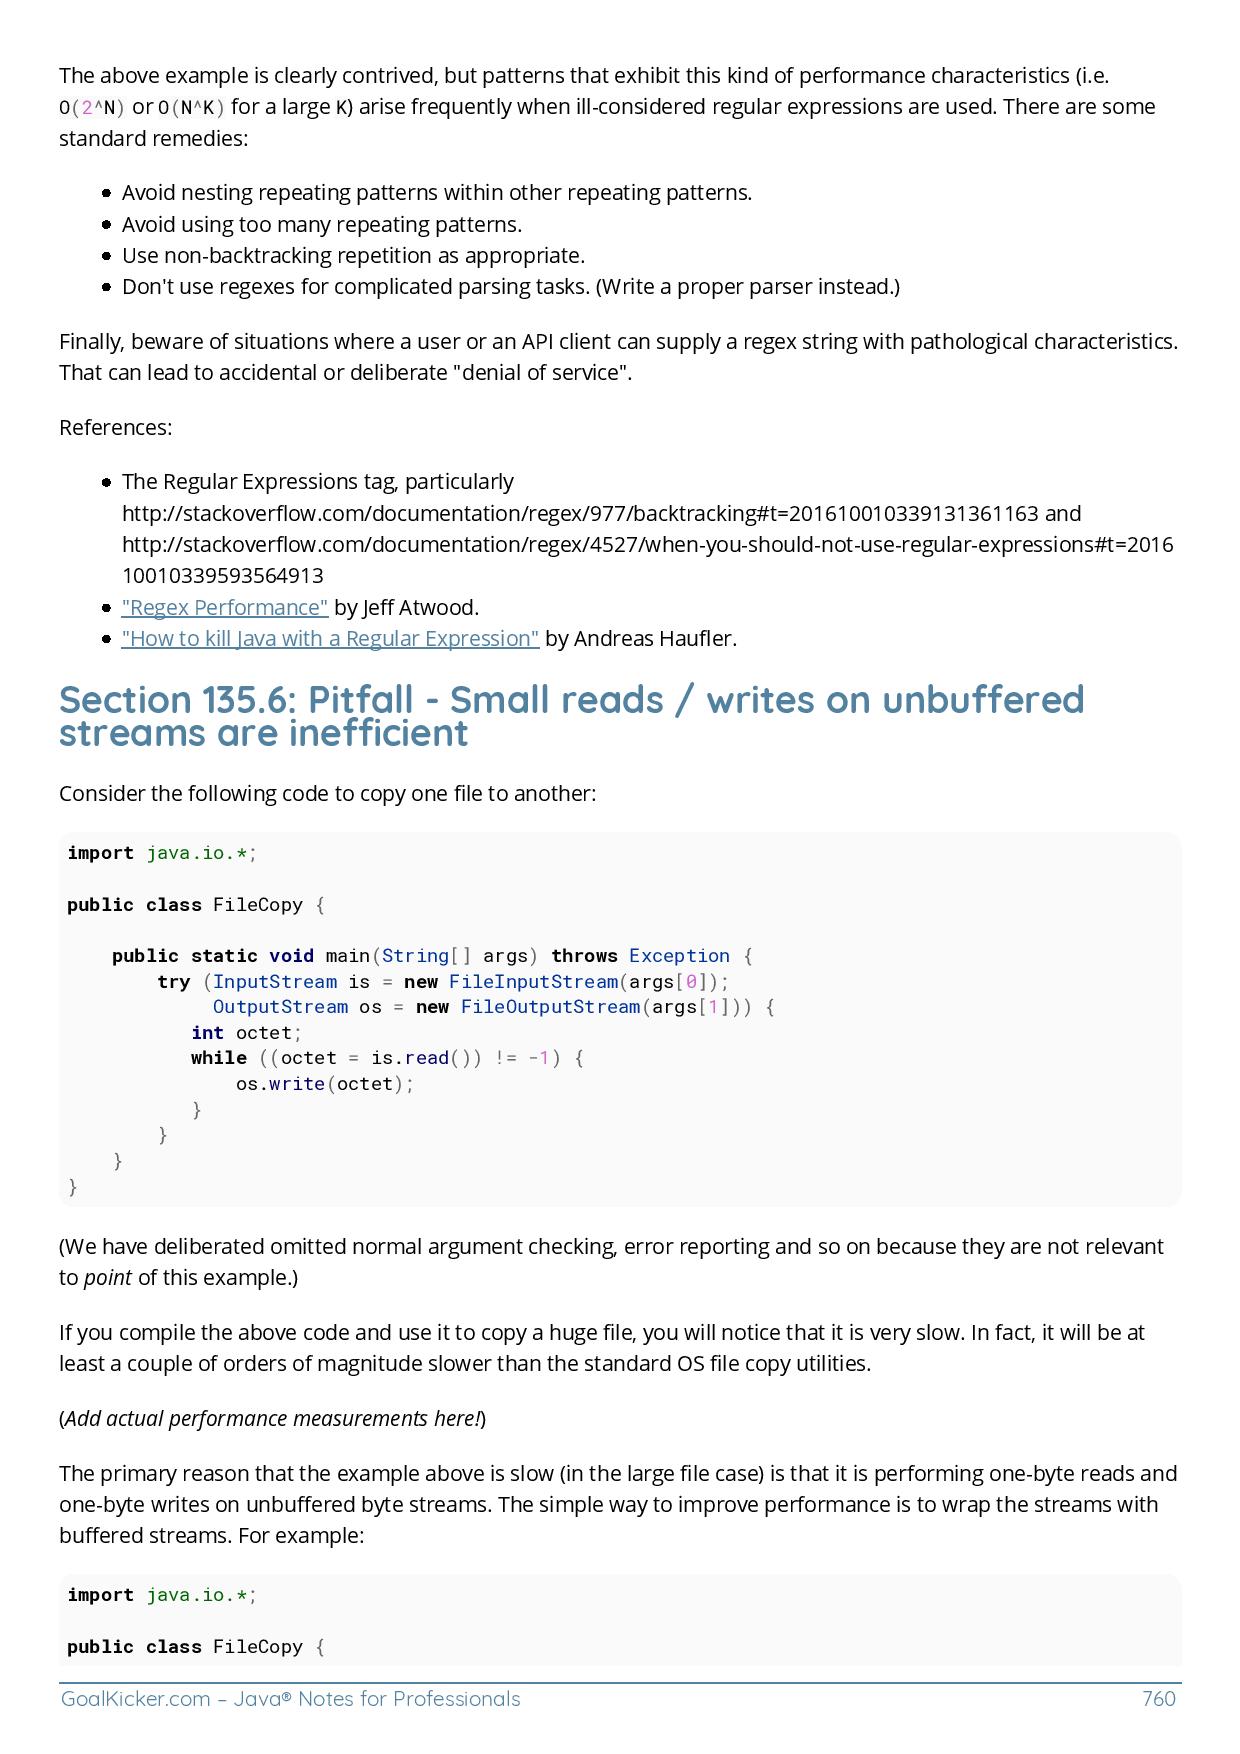 The above example is clearly contrived, but patterns that exhibit this kind of performance characteristics (i.e.
O(2^N) or O(N^K) for a large K) arise frequently when ill-considered regular expressions are used. There are some
standard remedies:
• Avoid nesting repeating patterns within other repeating patterns.
• Avoid using too many repeating patterns.
• Use non-backtracking repetition as appropriate.
• Don't use regexes for complicated parsing tasks. (Write a proper parser instead.)
Finally, beware of situations where a user or an API client can supply a regex string with pathological characteristics.
That can lead to accidental or deliberate "denial of service".
References:
• The Regular Expressions tag, particularly
http://stackoverflow.com/documentation/regex/977/backtracking#t=201610010339131361163 and
http://stackoverflow.com/documentation/regex/4527/when-you-should-not-use-regular-expressions#t=2016
10010339593564913
• "Regex Performance" by Jeff Atwood.
• "How to kill Java with a Regular Expression" by Andreas Haufler.
Section 135.6: Pitfall - Small reads / writes on unbuffered
streams are inefficient
Consider the following code to copy one file to another:
import java.io.*;
public class FileCopy {
    public static void main(String[] args) throws Exception {
        try (InputStream is = new FileInputStream(args[0]);
             OutputStream os = new FileOutputStream(args[1])) {
           int octet;
           while ((octet = is.read()) != -1) {
               os.write(octet);
           }
        }
    }
}
(We have deliberated omitted normal argument checking, error reporting and so on because they are not relevant
to point of this example.)
If you compile the above code and use it to copy a huge file, you will notice that it is very slow. In fact, it will be at
least a couple of orders of magnitude slower than the standard OS file copy utilities.
(Add actual performance measurements here!)
The primary reason that the example above is slow (in the large file case) is that it is performing one-byte reads and
one-byte writes on unbuffered byte streams. The simple way to improve performance is to wrap the streams with
buffered streams. For example:
import java.io.*;
public class FileCopy {
GoalKicker.com – Java® Notes for Professionals 760